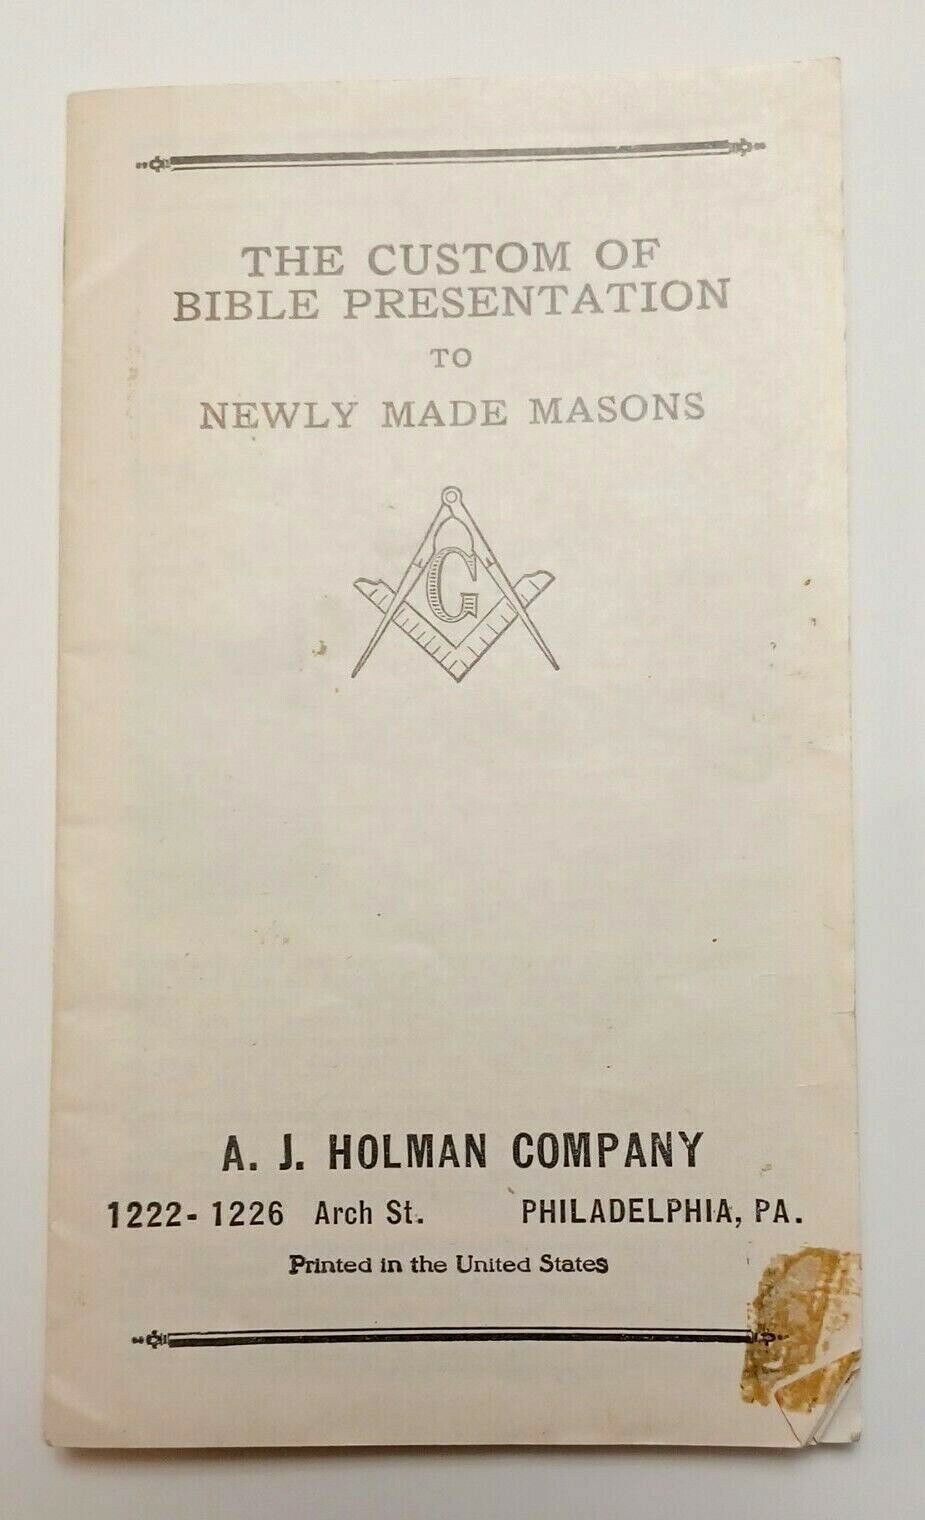 THE CUSTOM OF
BIBLE PRESENTATION
TO
NEWLY MADE MASONS
G
A. J. HOLMAN COMPANY
1222-1226 Arch St. PHILADELPHIA, PA.
Printed in the United States